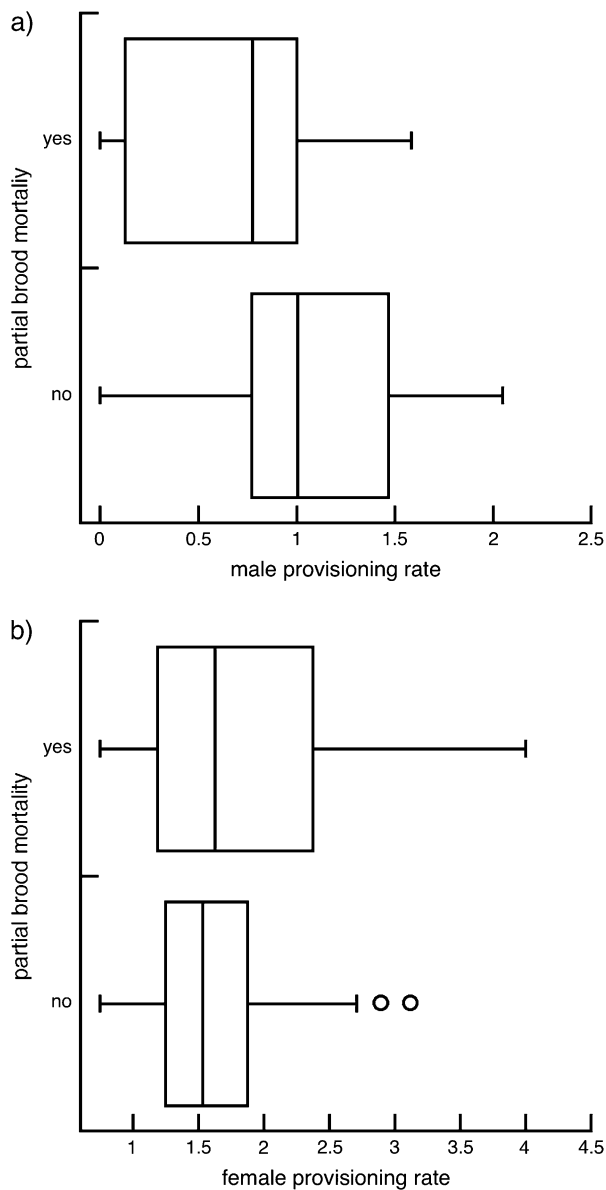 a)
partial brood mortaliy
yes
no
0 0.5 1 1.5 2 2.5
male provisioning rate
b)
partial brood mortality
yes
no
1 1.5 2 2.5 3 3.5 4 4.5
female provisioning rate